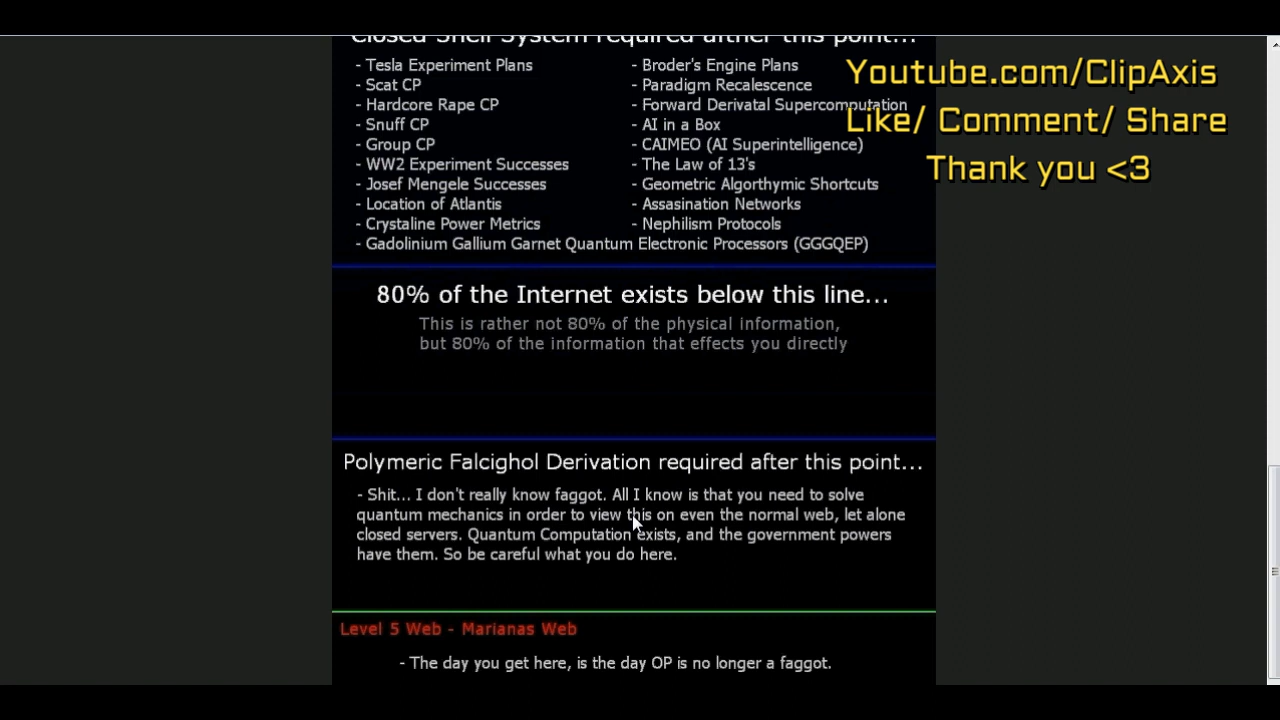 Closed Shell System required afther this point...
- Tesla Experiment Plans
- Scat CP
- Hardcore Rape CP
- Snuff CP
- Group CP
- WW2 Experiment Successes
- Josef Mengele Successes
- Location of Atlantis
- Crystaline Power Metrics
- Gadolinium Gallium Garnet Quantum Electronic Processors (GGGQEP)
- Broder's Engine Plans
- Paradigm Recalescence
- Forward Derivatal Supercomputation
- AI in a Box
- CAIMEO (AI Superintelligence)
- The Law of 13's
- Geometric Algorthymic Shortcuts
- Assasination Networks
- Nephilism Protocols
Youtube.com/ClipAxis
Like/ Comment/ Share
Thank you <3
80% of the Internet exists below this line...
This is rather not 80% of the physical information,
but 80% of the information that effects you directly
Polymeric Falcighol Derivation required after this point...
- Shit... I don't really know faggot. All I know is that you need to solve
quantum mechanics in order to view this on even the normal web, let alone
closed servers. Quantum Computation exists, and the government powers
have them. So be careful what you do here.
Level 5 Web - Marianas Web
- The day you get here, is the day OP is no longer a faggot.